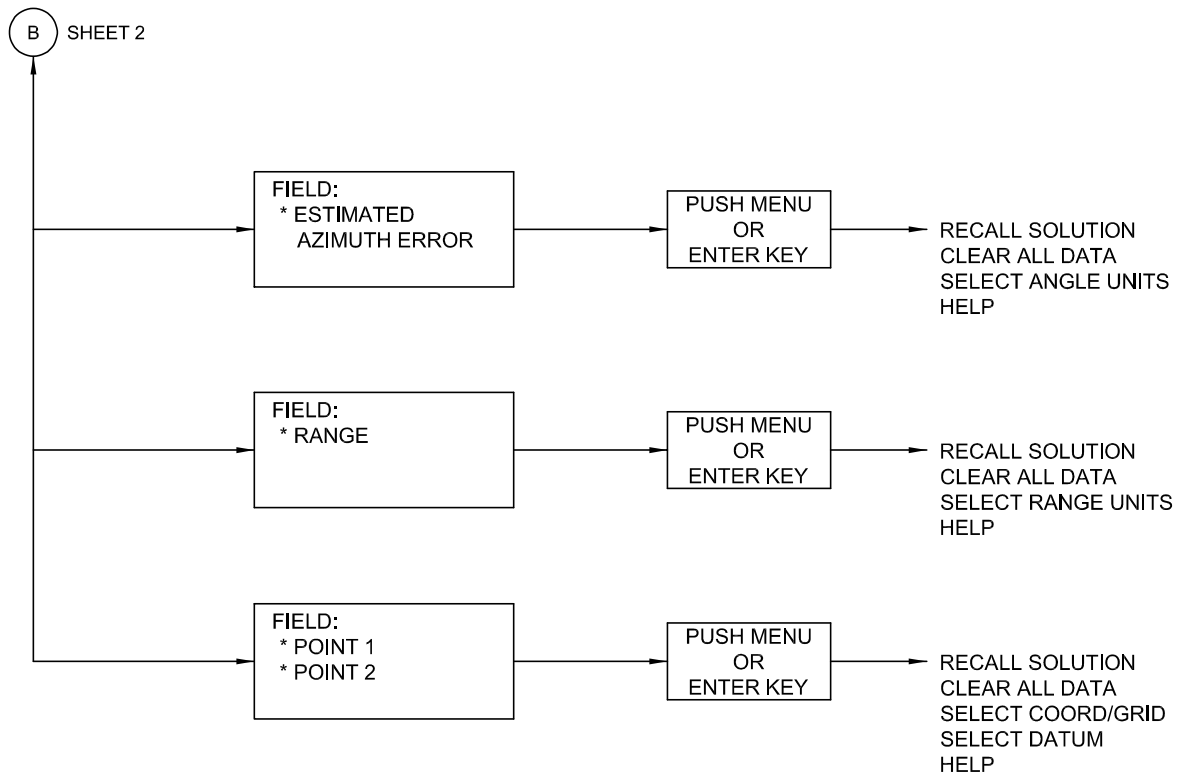 B SHEET 2
FIELD:
* ESTIMATED
AZIMUTH ERROR
PUSH MENU
OR
ENTER KEY
RECALL SOLUTION
CLEAR ALL DATA
SELECT ANGLE UNITS
HELP
FIELD:
* RANGE
PUSH MENU
OR
ENTER KEY
RECALL SOLUTION
CLEAR ALL DATA
SELECT RANGE UNITS
HELP
FIELD:
* POINT 1
* POINT 2
PUSH MENU
OR
ENTER KEY
RECALL SOLUTION
CLEAR ALL DATA
SELECT COORD/GRID
SELECT DATUM
HELP